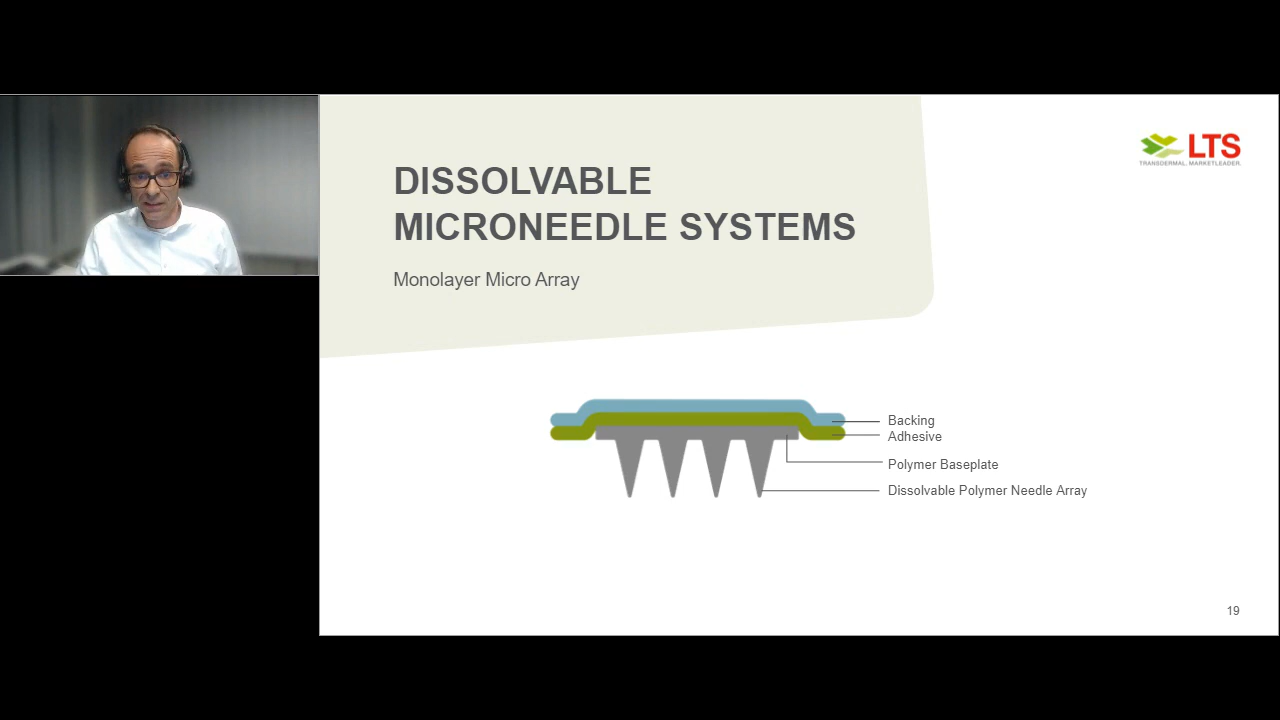 LTS
TRANSDERMAL. MARKETLEADER.
DISSOLVABLE
MICRONEEDLE SYSTEMS
Monolayer Micro Array
Backing
Adhesive
Polymer Baseplate
Dissolvable Polymer Needle Array
19